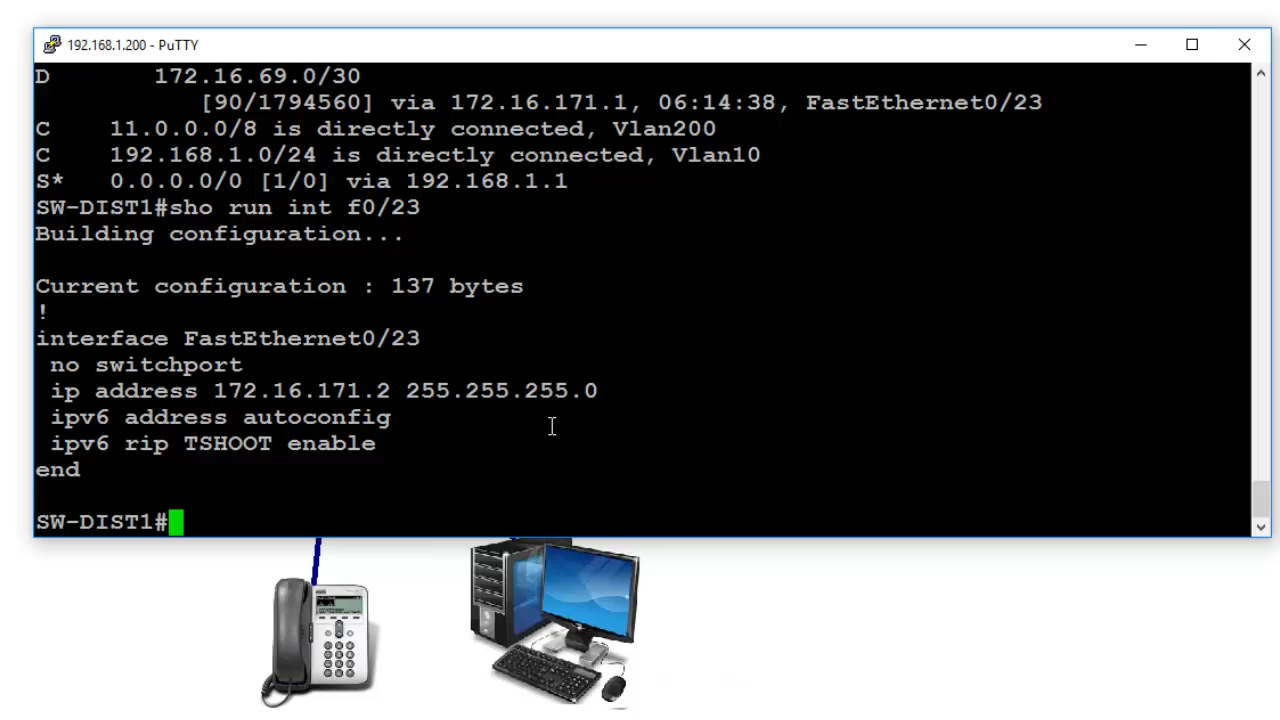 192.168.1.200 - PuTTY
D 172.16.69.0/30
[90/1794560] via 172.16.171.1, 06:14:38, FastEthernet0/23
C 11.0.0.0/8 is directly connected, Vlan200
C 192.168.1.0/24 is directly connected, Vlan10
S* 0.0.0.0/0 [1/0] via 192.168.1.1
SW-DIST1#sho run int f0/23
Building configuration...
Current configuration : 137 bytes
!
interface FastEthernet0/23
no switchport
ip address 172.16.171.2 255.255.255.0
ipv6 address autoconfig
ipv6 rip TSHOOT enable
end
SW-DIST1#